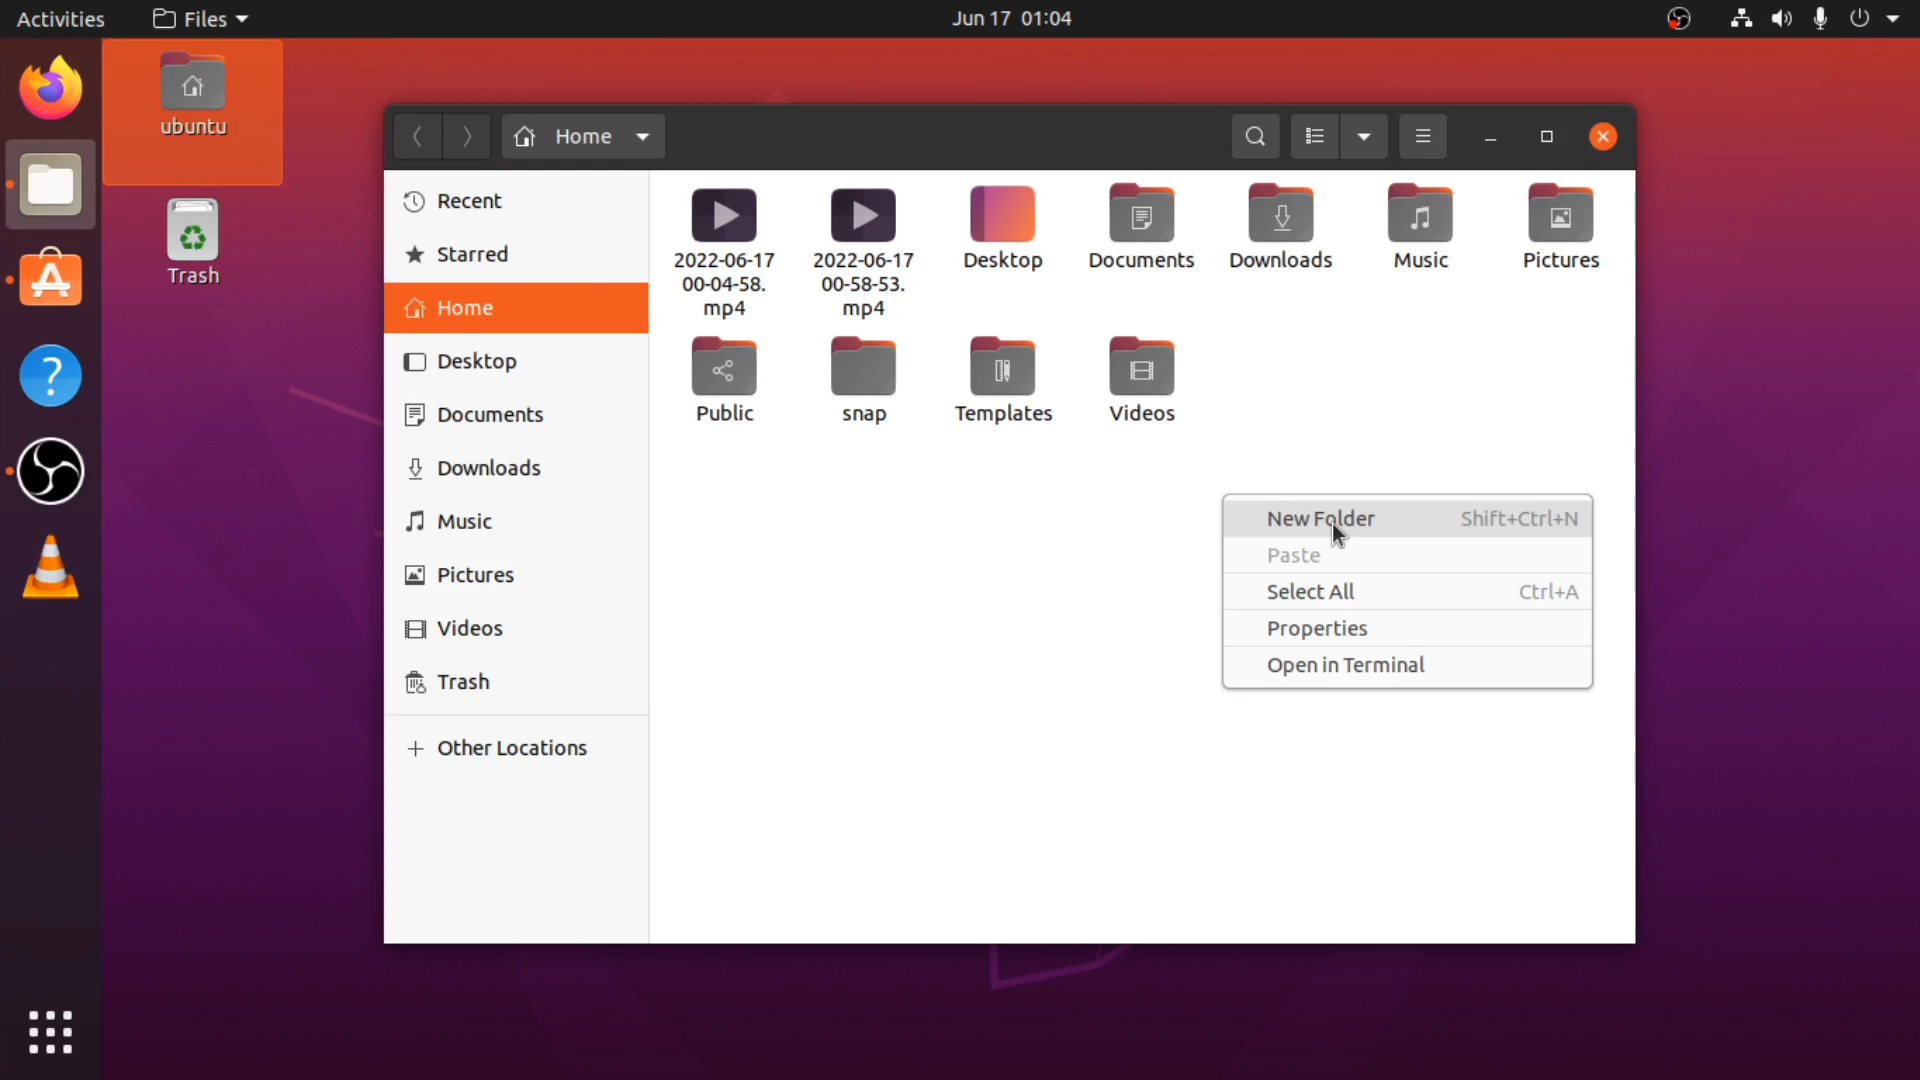 Activities
Files
Jun 17 01:04
ubuntu
Trash
Home
Recent
Starred
Home
Desktop
Documents
Downloads
Music
Pictures
Videos
Trash
Other Locations
2022-06-17
00-04-58.
mp4
2022-06-17
00-58-53.
mp4
Desktop
Documents
Downloads
Music
Pictures
Public
snap
Templates
Videos
New Folder Shift+Ctrl+N
Paste
Select All Ctrl+A
Properties
Open in Terminal